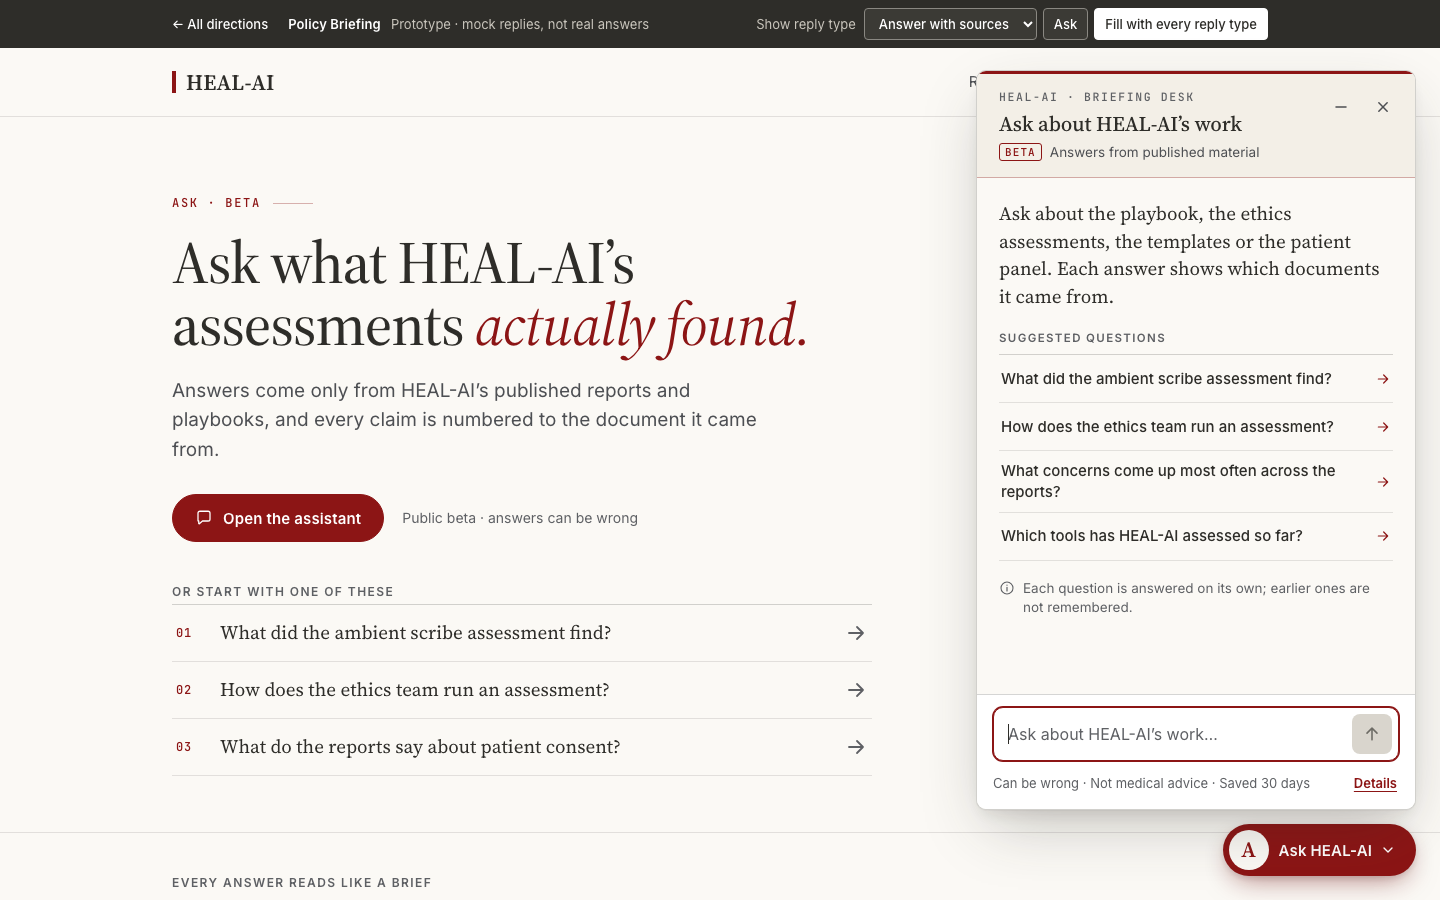 ← All directions
Policy Briefing
Prototype · mock replies, not real answers
Show reply type
Answer with sources
Ask
Fill with every reply type
HEAL-AI
R
ASK · BETA
Ask what HEAL-AI’s
assessments actually found.
Answers come only from HEAL-AI’s published reports and
playbooks, and every claim is numbered to the document it came
from.
Open the assistant
Public beta · answers can be wrong
OR START WITH ONE OF THESE
01 What did the ambient scribe assessment find?
02 How does the ethics team run an assessment?
03 What do the reports say about patient consent?
EVERY ANSWER READS LIKE A BRIEF
HEAL-AI · BRIEFING DESK
Ask about HEAL-AI’s work
BETA Answers from published material
Ask about the playbook, the ethics
assessments, the templates or the patient
panel. Each answer shows which documents
it came from.
SUGGESTED QUESTIONS
What did the ambient scribe assessment find?
How does the ethics team run an assessment?
What concerns come up most often across the
reports?
Which tools has HEAL-AI assessed so far?
Each question is answered on its own; earlier ones are
not remembered.
Ask about HEAL-AI’s work…
Can be wrong · Not medical advice · Saved 30 days
Details
A Ask HEAL-AI